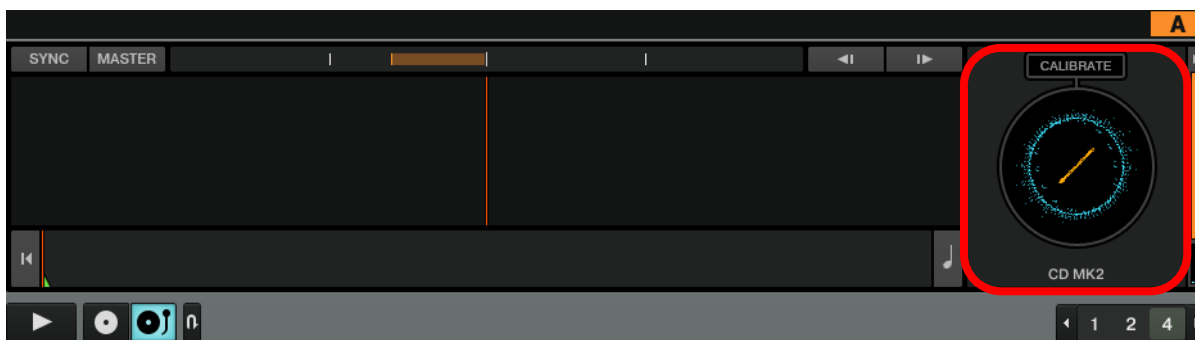 A
SYNC MASTER
CALIBRATE
CD MK2
1 2 4